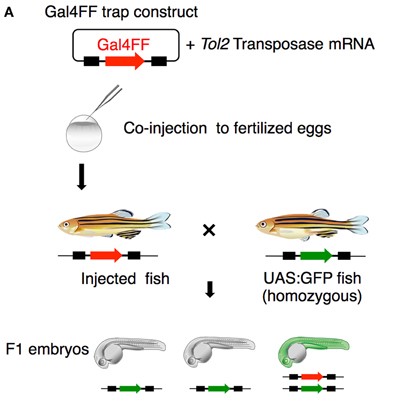 A Gal4FF trap construct
Gal4FF
+ Tol2 Transposase mRNA
Co-injection to fertilized eggs
×
Injected fish
UAS:GFP fish
(homozygous)
F1 embryos